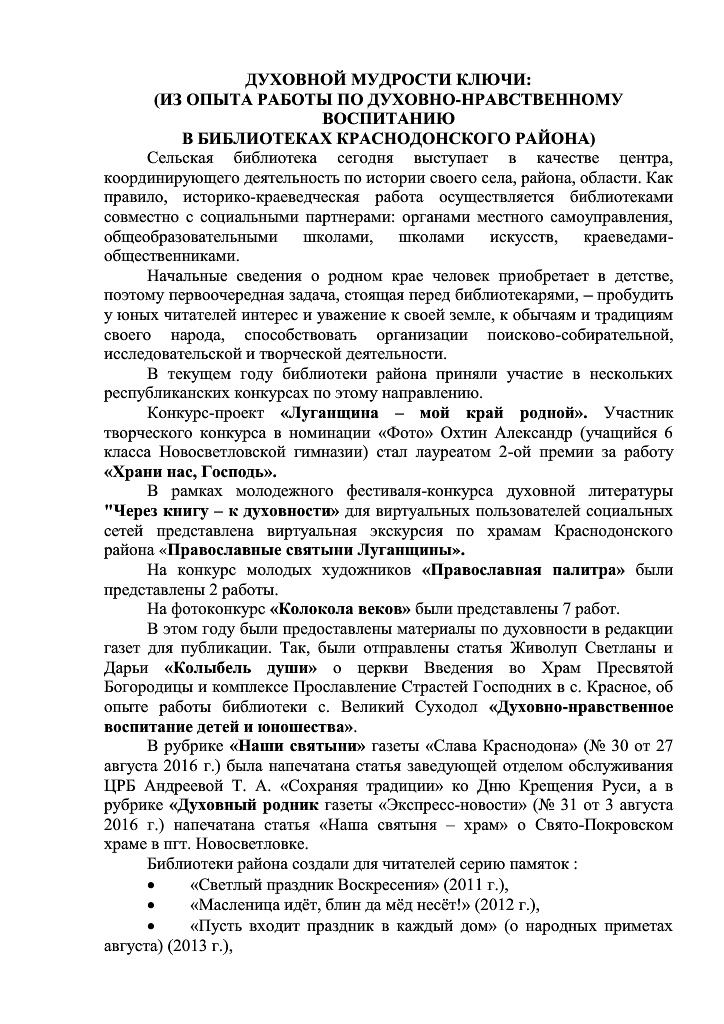 ДУХОВНОЙ МУДРОСТИ КЛЮЧИ:
(ИЗ ОПЫТА РАБОТЫ ПО ДУХОВНО-НРАВСТВЕННОМУ
ВОСПИТАНИЮ
В БИБЛИОТЕКАХ КРАСНОДОНСКОГО РАЙОНА)
Сельская библиотека сегодня выступает в качестве центра,
координирующего деятельность по истории своего села, района, области. Как
правило, историко-краеведческая работа осуществляется библиотеками
совместно с социальными партнерами: органами местного самоуправления,
общеобразовательными школами, школами искусств, краеведами-
общественниками.
Начальные сведения о родном крае человек приобретает в детстве,
поэтому первоочередная задача, стоящая перед библиотекарями, – пробудить
у юных читателей интерес и уважение к своей земле, к обычаям и традициям
своего народа, способствовать организации поисково-собирательной,
исследовательской и творческой деятельности.
В текущем году библиотеки района приняли участие в нескольких
республиканских конкурсах по этому направлению.
Конкурс-проект «Луганщина – мой край родной». Участник
творческого конкурса в номинации «Фото» Охтин Александр (учащийся 6
класса Новосветловской гимназии) стал лауреатом 2-ой премии за работу
«Храни нас, Господь».
В рамках молодежного фестиваля-конкурса духовной литературы
"Через книгу – к духовности» для виртуальных пользователей социальных
сетей представлена виртуальная экскурсия по храмам Краснодонского
района «Православные святыни Луганщины».
На конкурс молодых художников «Православная палитра» были
представлены 2 работы.
На фотоконкурс «Колокола веков» были представлены 7 работ.
В этом году были предоставлены материалы по духовности в редакции
газет для публикации. Так, были отправлены статья Живолуп Светланы и
Дарьи «Колыбель души» о церкви Введения во Храм Пресвятой
Богородицы и комплексе Прославление Страстей Господних в с. Красное, об
опыте работы библиотеки с. Великий Суходол «Духовно-нравственное
воспитание детей и юношества».
В рубрике «Наши святыни» газеты «Слава Краснодона» (№ 30 от 27
августа 2016 г.) была напечатана статья заведующей отделом обслуживания
ЦРБ Андреевой Т. А. «Сохраняя традиции» ко Дню Крещения Руси, а в
рубрике «Духовный родник газеты «Экспресс-новости» (№ 31 от 3 августа
2016 г.) напечатана статья «Наша святыня – храм» о Свято-Покровском
храме в пгт. Новосветловке.
Библиотеки района создали для читателей серию памяток :
• «Светлый праздник Воскресения» (2011 г.),
• «Масленица идёт, блин да мёд несёт!» (2012 г.),
• «Пусть входит праздник в каждый дом» (о народных приметах
августа) (2013 г.),